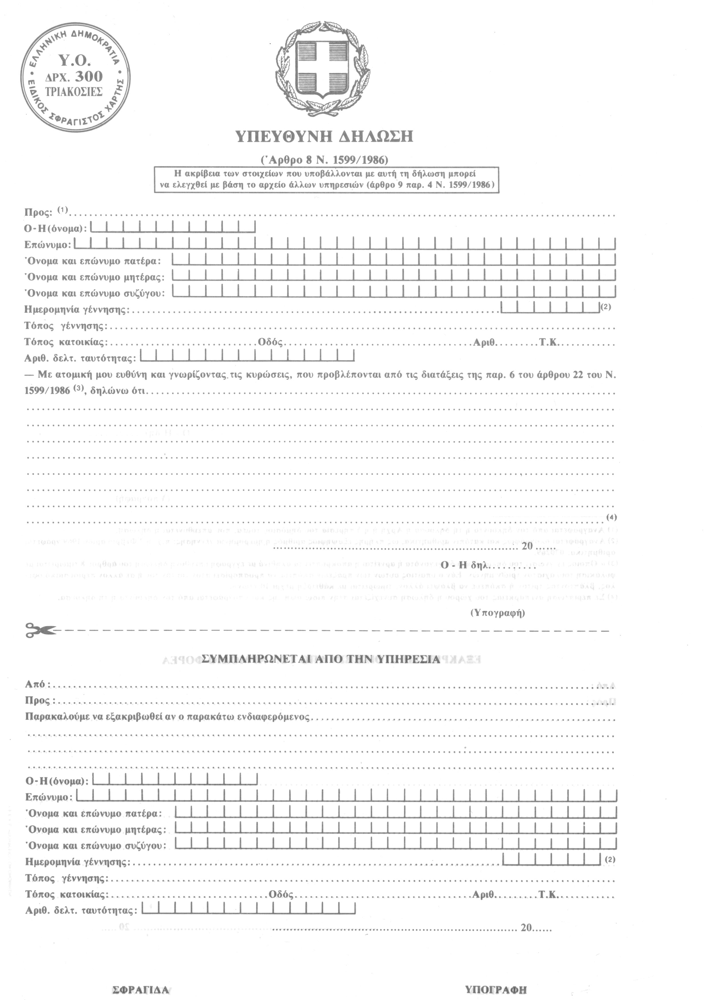 ΕΛΛΗΝΙΚΗ ΔΗΜΟΚΡΑΤΙΑ
Υ.Ο.
ΔΡΧ. 300
ΤΡΙΑΚΟΣΙΕΣ
ΕΙΔΙΚΟΣ ΣΦΡΑΓΙΣΤΟΣ ΧΑΡΤΗΣ
ΥΠΕΥΘΥΝΗ ΔΗΛΩΣΗ
(Άρθρο 8 Ν. 1599/1986)
Η ακρίβεια των στοιχείων που υποβάλλονται με αυτή τη δήλωση μπορεί
να ελεγχθεί με βάση το αρχείο άλλων υπηρεσιών (άρθρο 9 παρ. 4 Ν. 1599/1986)
Προς: (1)
Ο-Η (όνομα):
Επώνυμο:
Όνομα και επώνυμο πατέρα:
Όνομα και επώνυμο μητέρας:
Όνομα και επώνυμο συζύγου:
Ημερομηνία γέννησης: (2)
Τόπος γέννησης:
Τόπος κατοικίας: Οδός Αριθ. Τ.Κ.
Αριθ. δελτ. ταυτότητας:
— Με ατομική μου ευθύνη και γνωρίζοντας τις κυρώσεις, που προβλέπονται από τις διατάξεις της παρ. 6 του άρθρου 22 του Ν.
1599/1986 (3), δηλώνω ότι
(4)
20
Ο - Η δηλ.
(Υπογραφή)
ΣΥΜΠΛΗΡΩΝΕΤΑΙ ΑΠΟ ΤΗΝ ΥΠΗΡΕΣΙΑ
Από :
Προς :
Παρακαλούμε να εξακριβωθεί αν ο παρακάτω ενδιαφερόμενος
Ο-Η (όνομα):
Επώνυμο:
Όνομα και επώνυμο πατέρα:
Όνομα και επώνυμο μητέρας:
Όνομα και επώνυμο συζύγου:
Ημερομηνία γέννησης: (2)
Τόπος γέννησης:
Τόπος κατοικίας: Οδός Αριθ. Τ.Κ.
Αριθ. δελτ. ταυτότητας:
20
ΣΦΡΑΓΙΔΑ ΥΠΟΓΡΑΦΗ